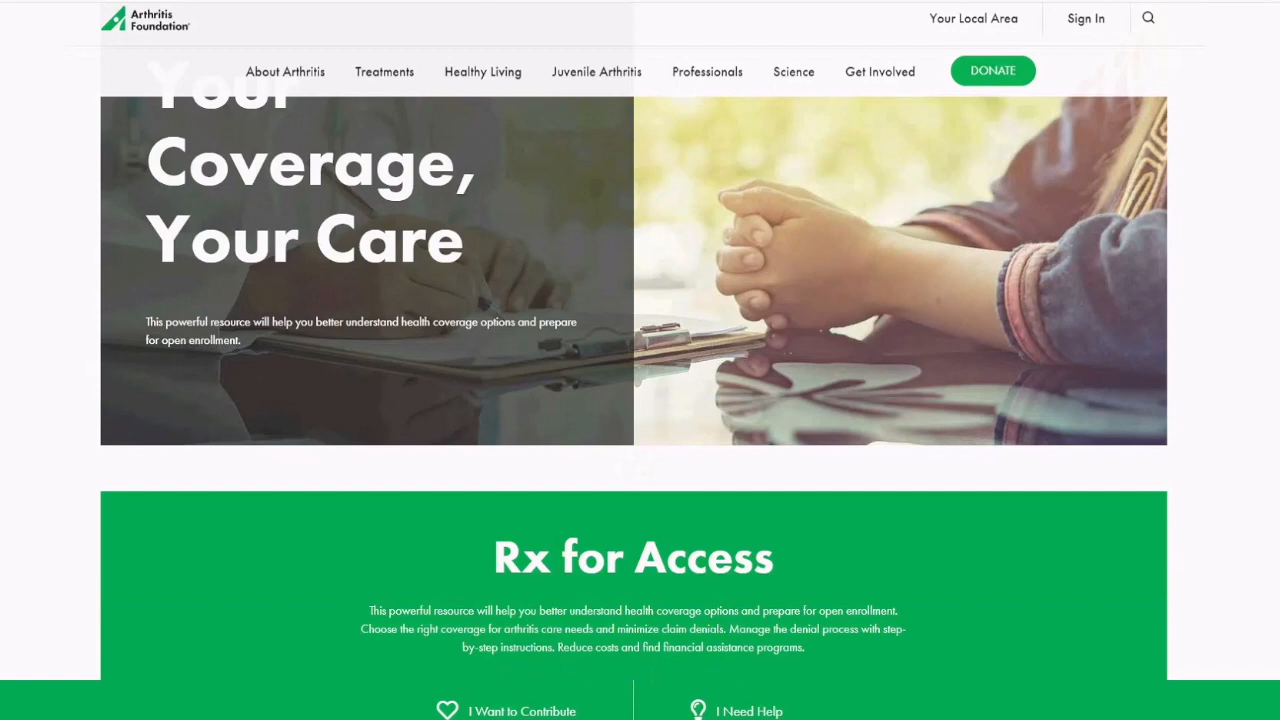 Arthritis
Foundation®
Your Local Area
Sign In
About Arthritis
Treatments
Healthy Living
Juvenile Arthritis
Professionals
Science
Get Involved
DONATE
Your
Coverage,
Your Care
This powerful resource will help you better understand health coverage options and prepare
for open enrollment.
Rx for Access
This powerful resource will help you better understand health coverage options and prepare for open enrollment.
Choose the right coverage for arthritis care needs and minimize claim denials. Manage the denial process with step-
by-step instructions. Reduce costs and find financial assistance programs.
I Want to Contribute
I Need Help